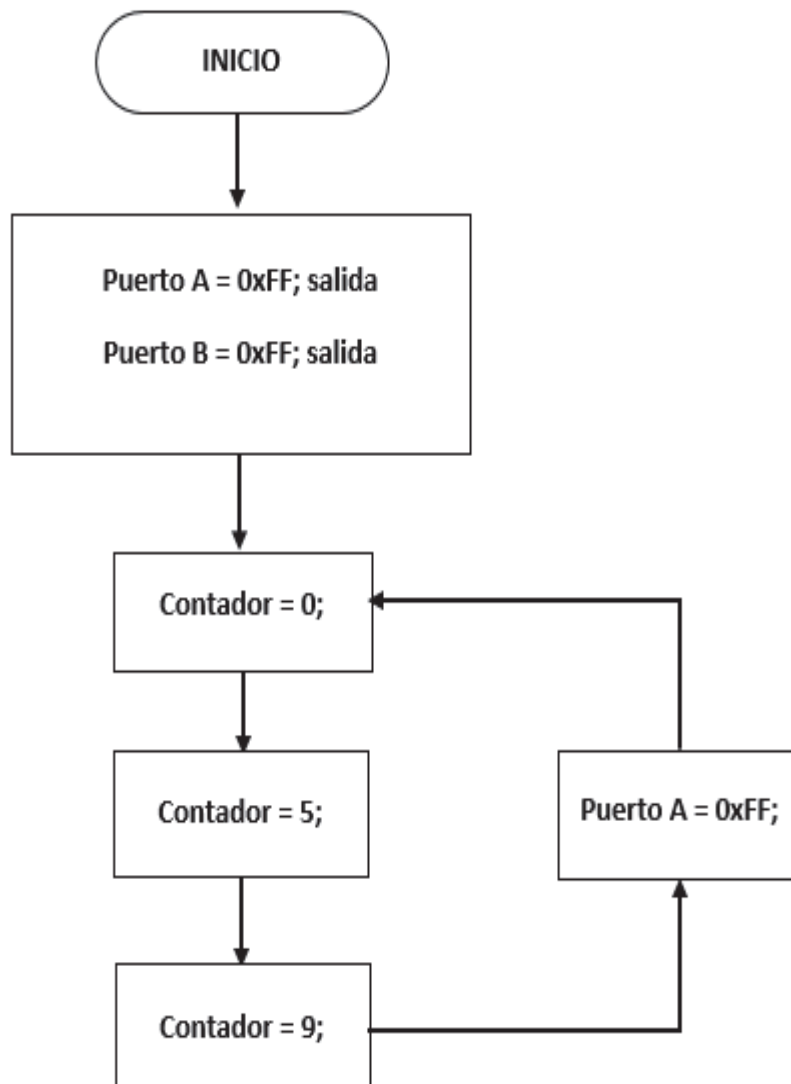 INICIO
Puerto A = 0xFF; salida
Puerto B = 0xFF; salida
Contador = 0;
Contador = 5;
Puerto A = 0xFF;
Contador = 9;